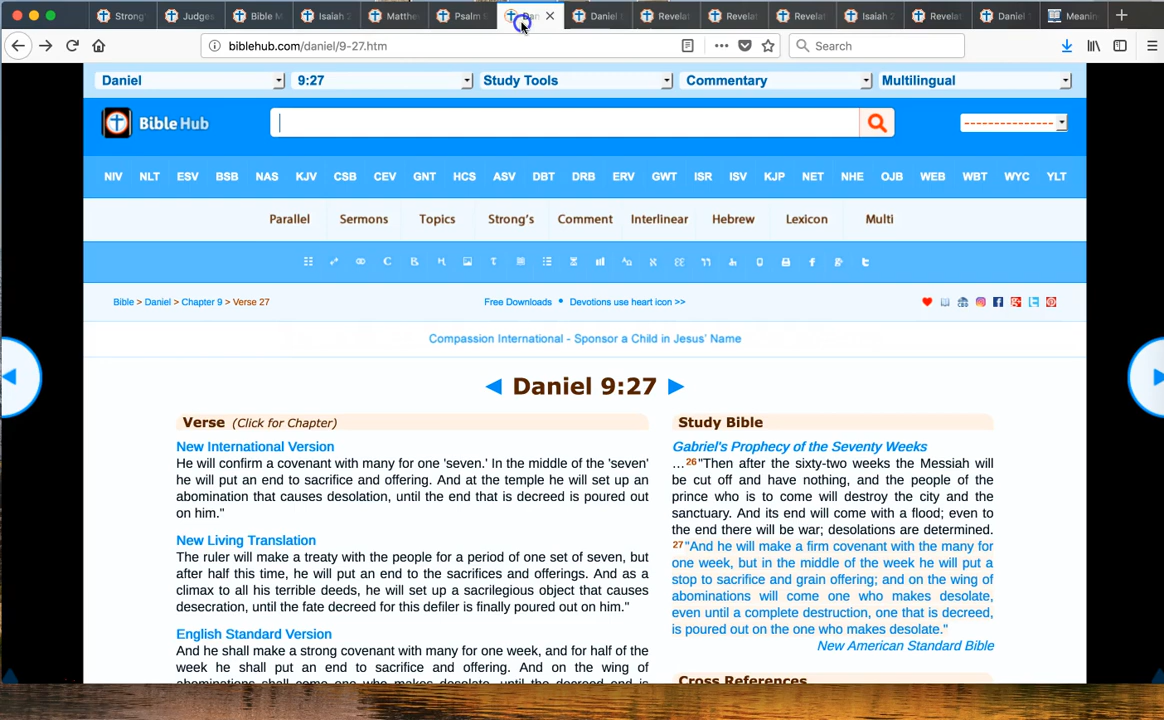 Strong'
Judges
Bible M
Isaiah 2
Matthe
Psalm 9
Dan
Daniel
Revelat
Revelat
Revelat
Isaiah 2
Revelat
Daniel 1
Meanin
biblehub.com/daniel/9-27.htm
Search
Daniel
9:27
Study Tools
Commentary
Multilingual
Bible Hub
---------------
NIV NLT ESV BSB NAS KJV CSB CEV GNT HCS ASV DBT DRB ERV GWT ISR ISV KJP NET NHE OJB WEB WBT WYC YLT
Parallel Sermons Topics Strong's Comment Interlinear Hebrew Lexicon Multi
Bible > Daniel > Chapter 9 > Verse 27
Free Downloads • Devotions use heart icon >>
Compassion International - Sponsor a Child in Jesus' Name
◄ Daniel 9:27 ►
Verse (Click for Chapter)
New International Version
He will confirm a covenant with many for one 'seven.' In the middle of the 'seven'
he will put an end to sacrifice and offering. And at the temple he will set up an
abomination that causes desolation, until the end that is decreed is poured out
on him."
New Living Translation
The ruler will make a treaty with the people for a period of one set of seven, but
after half this time, he will put an end to the sacrifices and offerings. And as a
climax to all his terrible deeds, he will set up a sacrilegious object that causes
desecration, until the fate decreed for this defiler is finally poured out on him."
English Standard Version
And he shall make a strong covenant with many for one week, and for half of the
week he shall put an end to sacrifice and offering. And on the wing of
abominations shall come one who makes desolate, until the decreed end is
Study Bible
Gabriel's Prophecy of the Seventy Weeks
…26"Then after the sixty-two weeks the Messiah will
be cut off and have nothing, and the people of the
prince who is to come will destroy the city and the
sanctuary. And its end will come with a flood; even to
the end there will be war; desolations are determined.
27"And he will make a firm covenant with the many for
one week, but in the middle of the week he will put a
stop to sacrifice and grain offering; and on the wing of
abominations will come one who makes desolate,
even until a complete destruction, one that is decreed,
is poured out on the one who makes desolate."
New American Standard Bible
Cross References